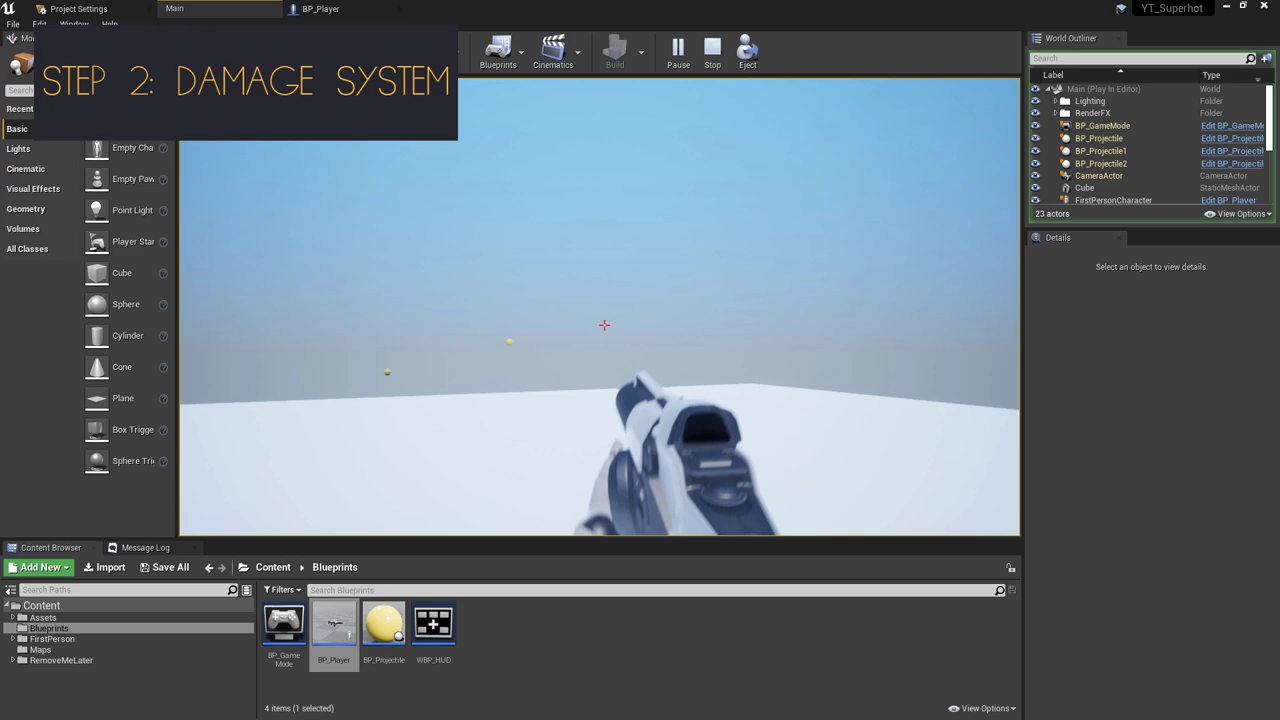 Project Settings
Main
BP_Player
YT_Superhot
File
Edit
Window
Help
STEP 2: DAMAGE SYSTEM
Blueprints
Cinematics
Build
Pause
Stop
Eject
World Outliner
Search...
Label
Type
Main (Play In Editor)
World
Lighting
Folder
RenderFX
Folder
BP_GameMode
Edit BP_GameMo
BP_Projectile
Edit BP_Projectil
BP_Projectile1
Edit BP_Projectil
BP_Projectile2
Edit BP_Projectil
CameraActor
CameraActor
Cube
StaticMeshActor
FirstPersonCharacter
Edit BP_Player
23 actors
View Options
Details
Select an object to view details.
Recent
Basic
Lights
Cinematic
Visual Effects
Geometry
Volumes
All Classes
Empty Cha
Empty Paw
Point Light
Player Star
Cube
Sphere
Cylinder
Cone
Plane
Box Trigge
Sphere Tri
Content Browser
Message Log
Add New
Import
Save All
Content
Blueprints
Search Paths
Filters
Search Blueprints
Content
Assets
Blueprints
FirstPerson
Maps
RemoveMeLater
BP_Game
Mode
BP_Player
BP_Projectile
WBP_HUD
4 items (1 selected)
View Options